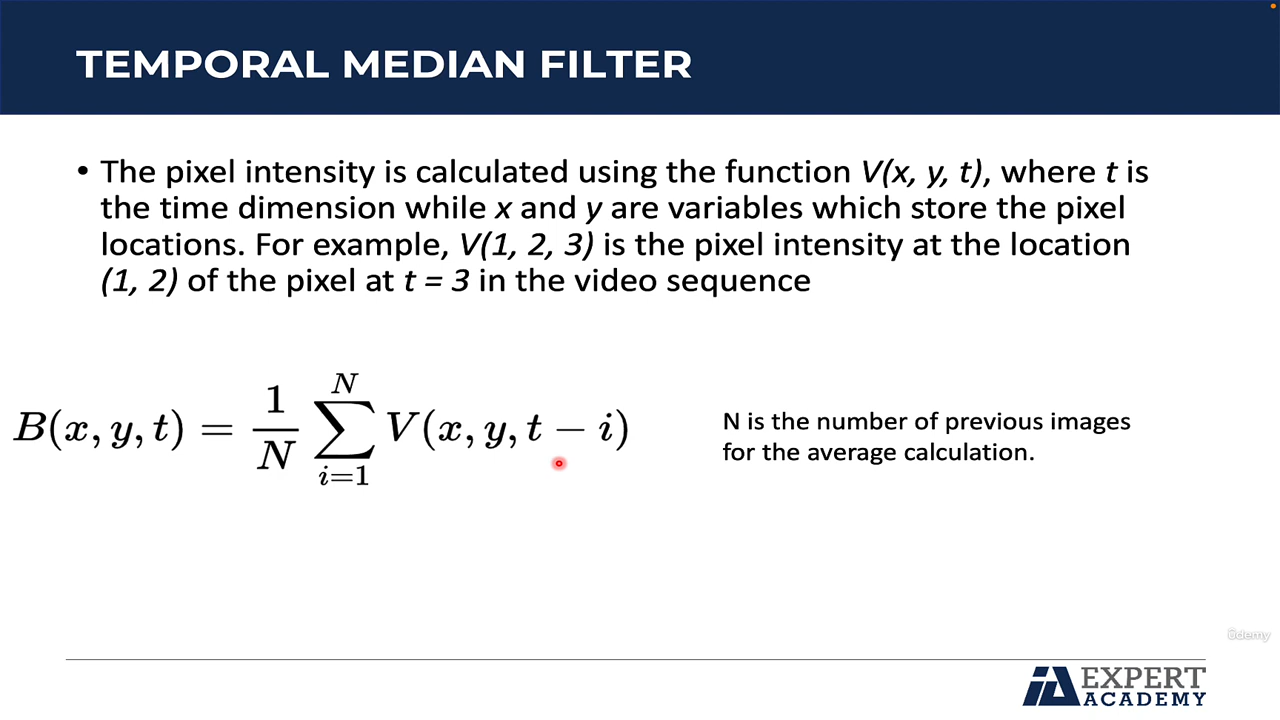 TEMPORAL MEDIAN FILTER
• The pixel intensity is calculated using the function V(x, y, t), where t is
the time dimension while x and y are variables which store the pixel
locations. For example, V(1, 2, 3) is the pixel intensity at the location
(1, 2) of the pixel at t = 3 in the video sequence
B(x, y, t) = 1/N ∑_{i=1}^{N} V(x, y, t − i)
N is the number of previous images
for the average calculation.
Udemy
IA EXPERT
ACADEMY